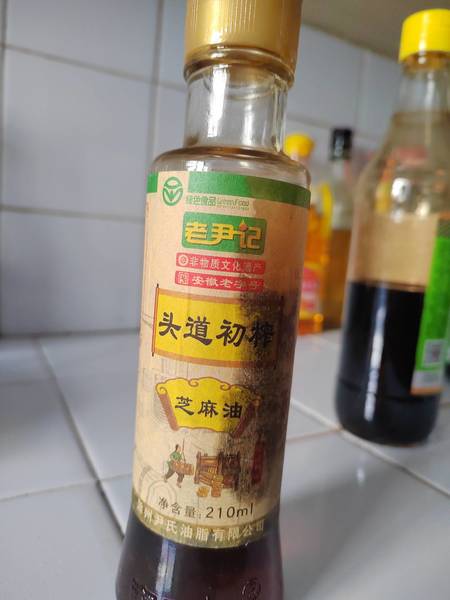 绿色食品 GreenFood
老尹记
非物质文化遗产
安徽老字号
头道初榨
芝麻油
净含量:210ml
州尹氏油脂有限公司